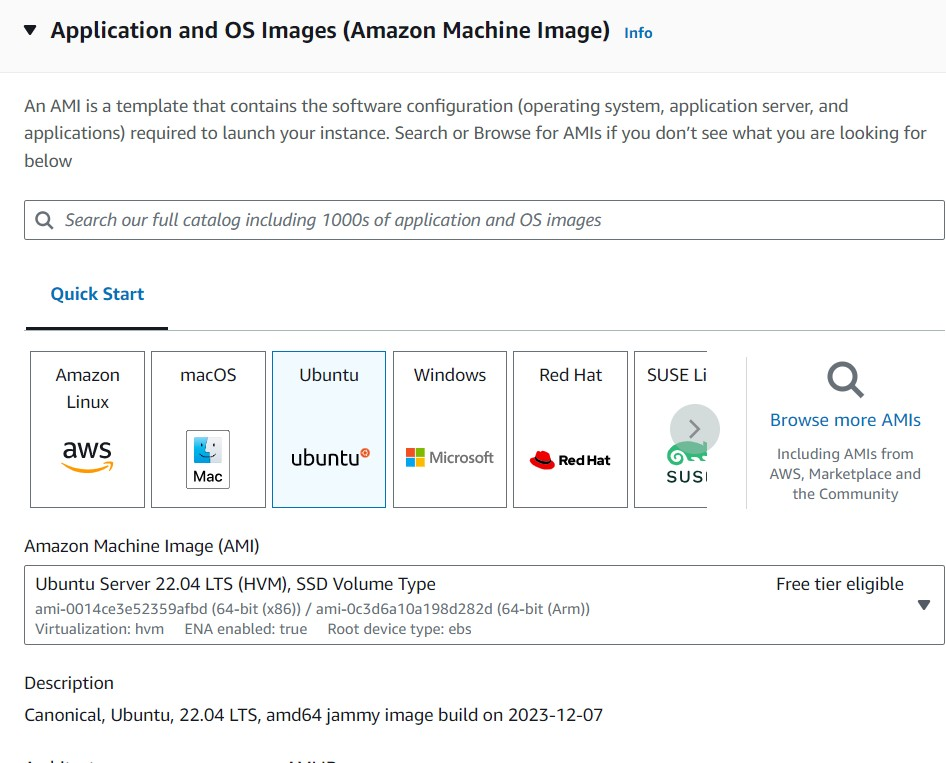 Application and OS Images (Amazon Machine Image) Info
An AMI is a template that contains the software configuration (operating system, application server, and
applications) required to launch your instance. Search or Browse for AMIs if you don’t see what you are looking for
below
Search our full catalog including 1000s of application and OS images
Quick Start
Amazon
Linux
aws
macOS
Mac
Ubuntu
ubuntu
Windows
Microsoft
Red Hat
Red Hat
SUSE Li
SUS
Browse more AMIs
Including AMIs from
AWS, Marketplace and
the Community
Amazon Machine Image (AMI)
Ubuntu Server 22.04 LTS (HVM), SSD Volume Type
Free tier eligible
ami-0014ce3e52359afbd (64-bit (x86)) / ami-0c3d6a10a198d282d (64-bit (Arm))
Virtualization: hvm ENA enabled: true Root device type: ebs
Description
Canonical, Ubuntu, 22.04 LTS, amd64 jammy image build on 2023-12-07